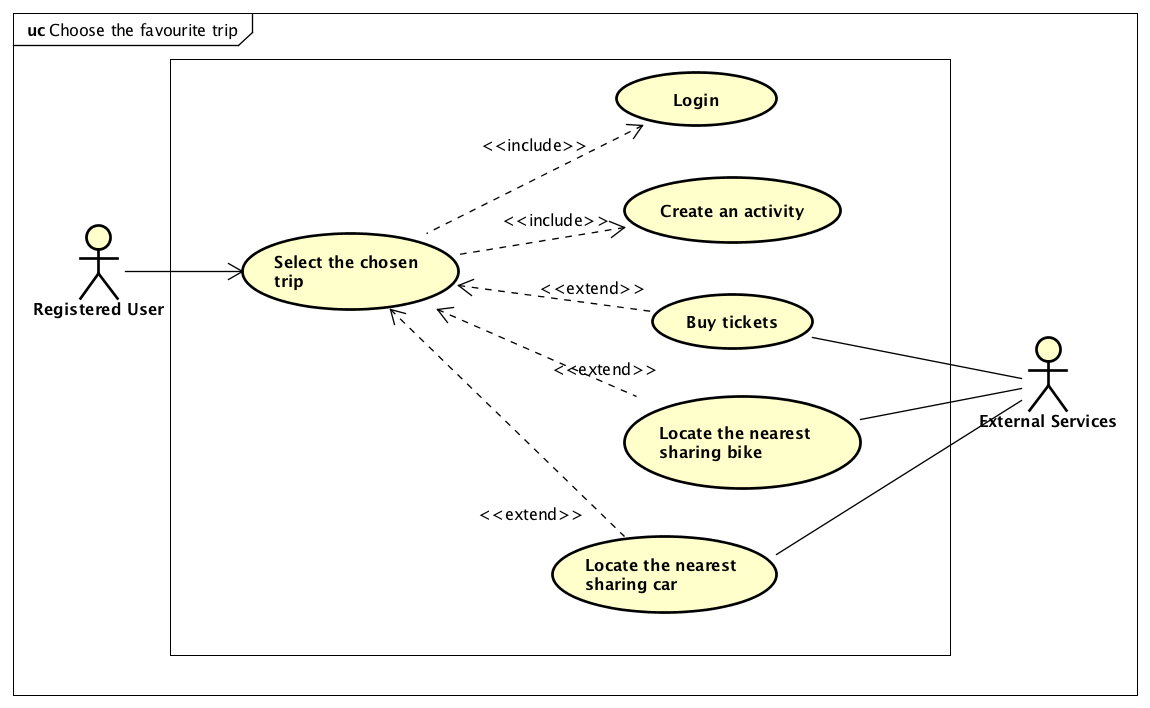 uc Choose the favourite trip
Login
<<include>>
Create an activity
<<include>>
Select the chosen
trip
Registered User
<<extend>>
Buy tickets
<<extend>>
External Services
Locate the nearest
sharing bike
<<extend>>
Locate the nearest
sharing car